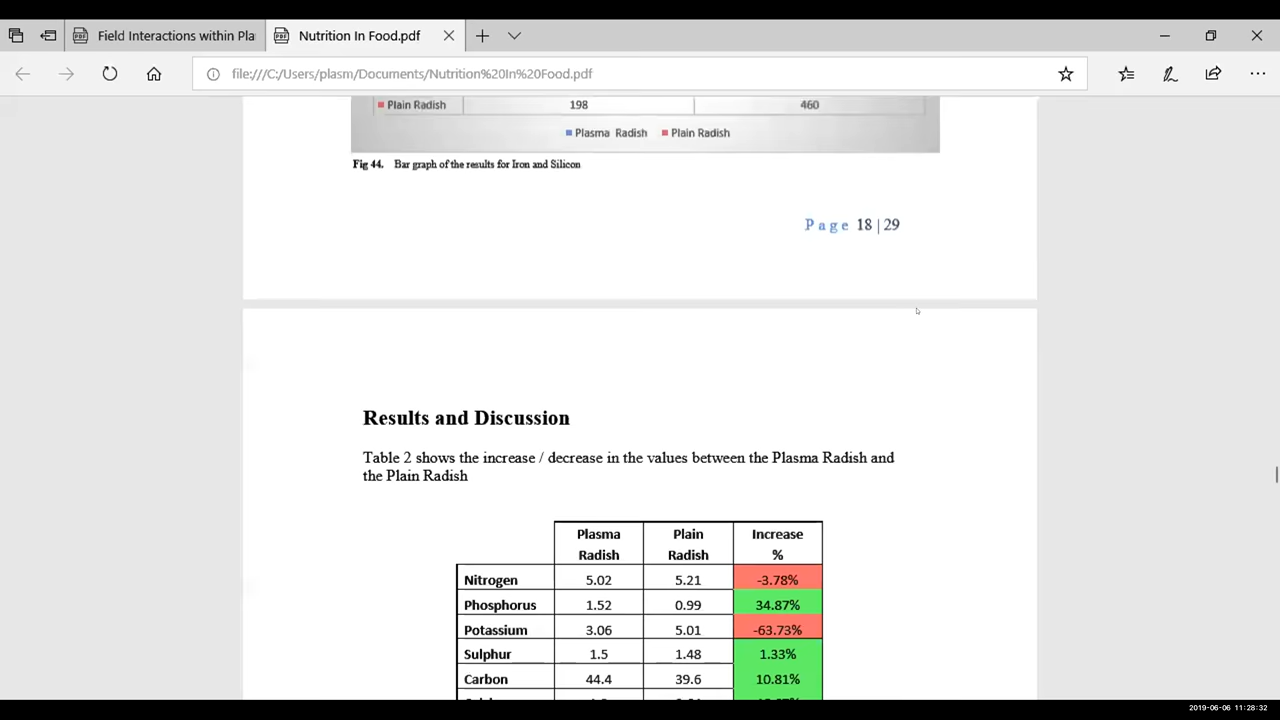 Field Interactions within Pla
Nutrition In Food.pdf
file:///C:/Users/plasm/Documents/Nutrition%20In%20Food.pdf
Plain Radish 198 460
Plasma Radish Plain Radish
Fig 44. Bar graph of the results for Iron and Silicon
Page 18 | 29
Results and Discussion
Table 2 shows the increase / decrease in the values between the Plasma Radish and
the Plain Radish
Plasma Radish Plain Radish Increase %
Nitrogen 5.02 5.21 -3.78%
Phosphorus 1.52 0.99 34.87%
Potassium 3.06 5.01 -63.73%
Sulphur 1.5 1.48 1.33%
Carbon 44.4 39.6 10.81%
2019-06-06 11:28:32